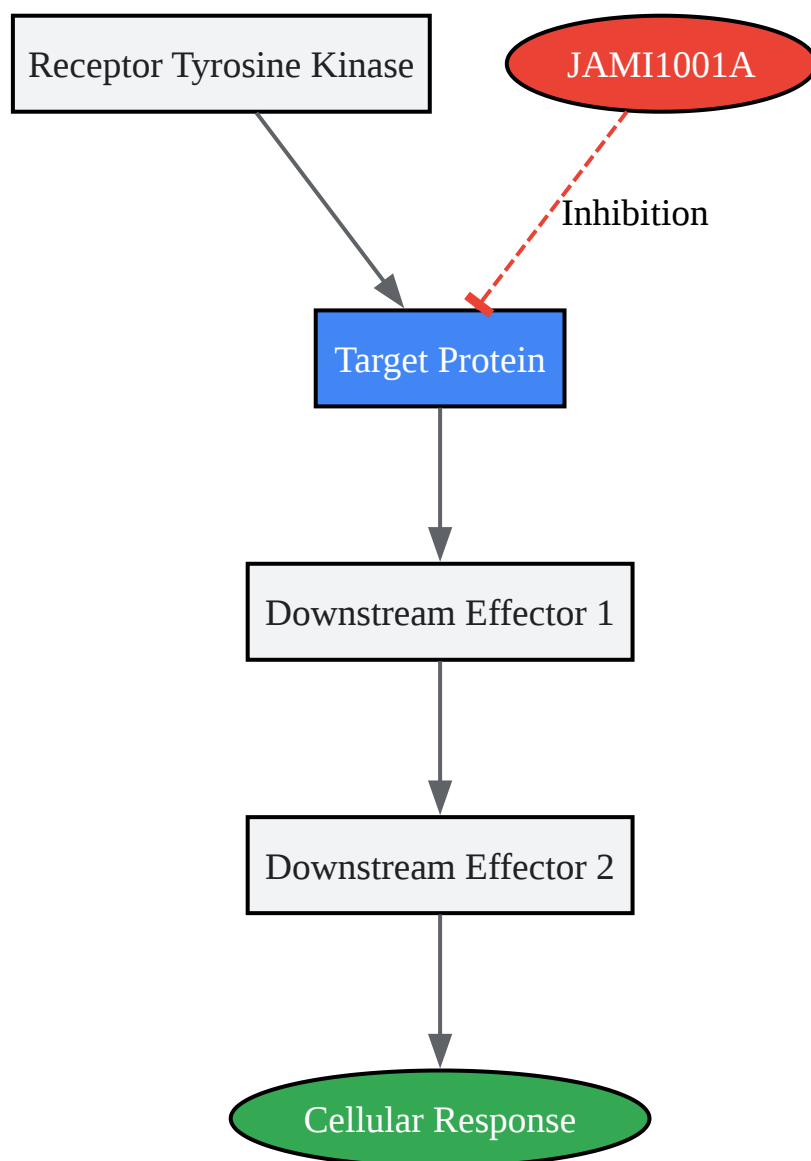 Receptor Tyrosine Kinase
JAMI1001A
Inhibition
Target Protein
Downstream Effector 1
Downstream Effector 2
Cellular Response